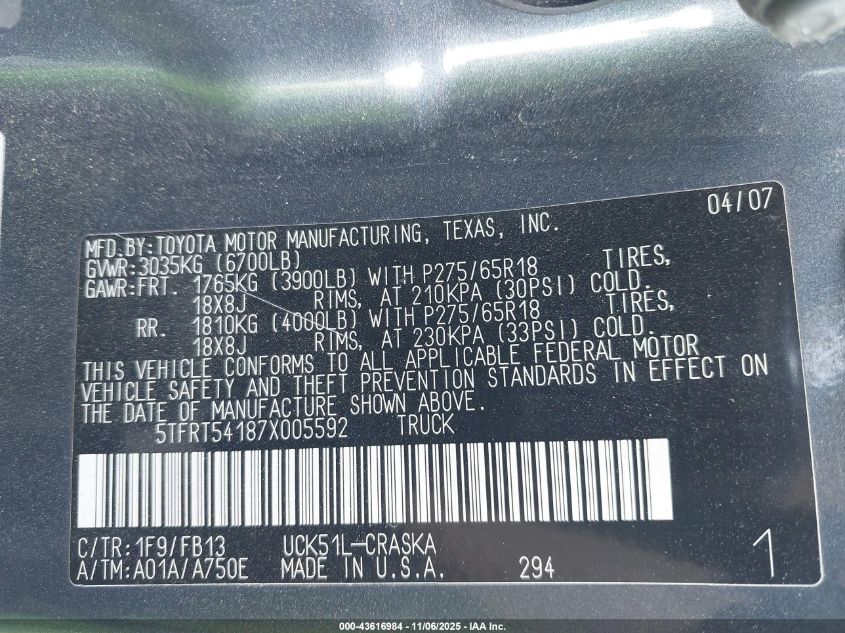 04/07
MFD.BY:TOYOTA MOTOR MANUFACTURING, TEXAS, INC.
GVWR:3035KG (6700LB)
GAWR:FRT. 1765KG (3900LB) WITH P275/65R18 TIRES,
18X8J RIMS, AT 210KPA (30PSI) COLD.
RR. 1810KG (4000LB) WITH P275/65R18 TIRES,
18X8J RIMS, AT 230KPA (33PSI) COLD.
THIS VEHICLE CONFORMS TO ALL APPLICABLE FEDERAL MOTOR
VEHICLE SAFETY AND THEFT PREVENTION STANDARDS IN EFFECT ON
THE DATE OF MANUFACTURE SHOWN ABOVE.
5TFRT54187X005592 TRUCK
C/TR:1F9/FB13 UCK51L-CRASKA
A/TM:A01A/A750E MADE IN U.S.A. 294 1
000-43616984 - 11/06/2025 - IAA Inc.